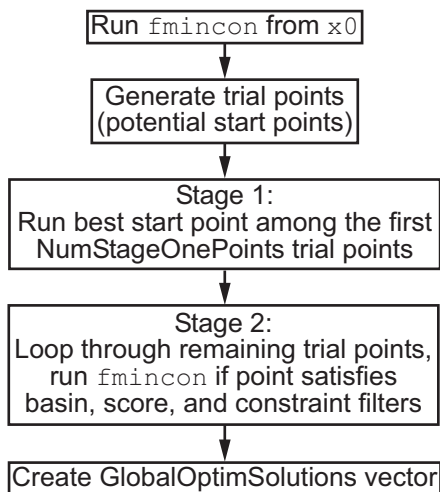 Run fmincon from x0
Generate trial points
(potential start points)
Stage 1:
Run best start point among the first
NumStageOnePoints trial points
Stage 2:
Loop through remaining trial points,
run fmincon if point satisfies
basin, score, and constraint filters
Create GlobalOptimSolutions vector